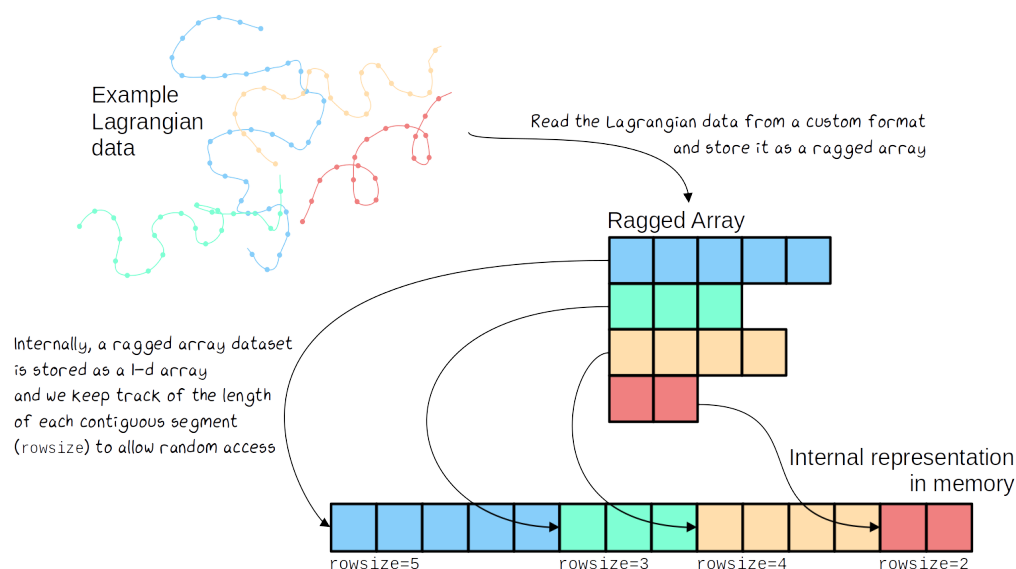 Example
Lagrangian
data
Read the Lagrangian data from a custom format
and store it as a ragged array
Ragged Array
Internally, a ragged array dataset
is stored as a 1-d array
and we keep track of the length
of each contiguous segment
(rowsize) to allow random access
Internal representation
in memory
rowsize=5
rowsize=3
rowsize=4
rowsize=2